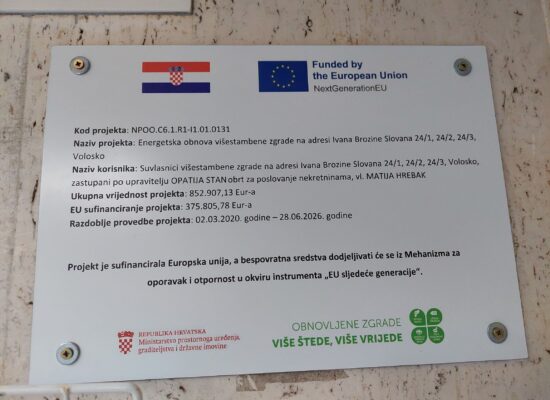 Funded by
the European Union
NextGenerationEU
Kod projekta: NPOO.C6.1.R1-I1.01.0131
Naziv projekta: Energetska obnova višestambene zgrade na adresi Ivana Brozine Slovana 24/1, 24/2, 24/3,
Volosko
Naziv korisnika: Suvlasnici višestambene zgrade na adresi Ivana Brozine Slovana 24/1, 24/2, 24/3, Volosko,
zastupani po upravitelju OPATIJA STAN obrt za poslovanje nekretninama, vl. MATIJA HREBAK
Ukupna vrijednost projekta: 852.907,13 Eur-a
EU sufinanciranje projekta: 375.805,78 Eur-a
Razdoblje provedbe projekta: 02.03.2020. godine – 28.06.2026. godine
Projekt je sufinancirala Europska unija, a bespovratna sredstva dodjeljivati će se iz Mehanizma za
oporavak i otpornost u okviru instrumenta „EU sljedeće generacije“.
REPUBLIKA HRVATSKA
Ministarstvo prostornoga uređenja,
graditeljstva i državne imovine
OBNOVLJENE ZGRADE
VIŠE ŠTEDE, VIŠE VRIJEDE